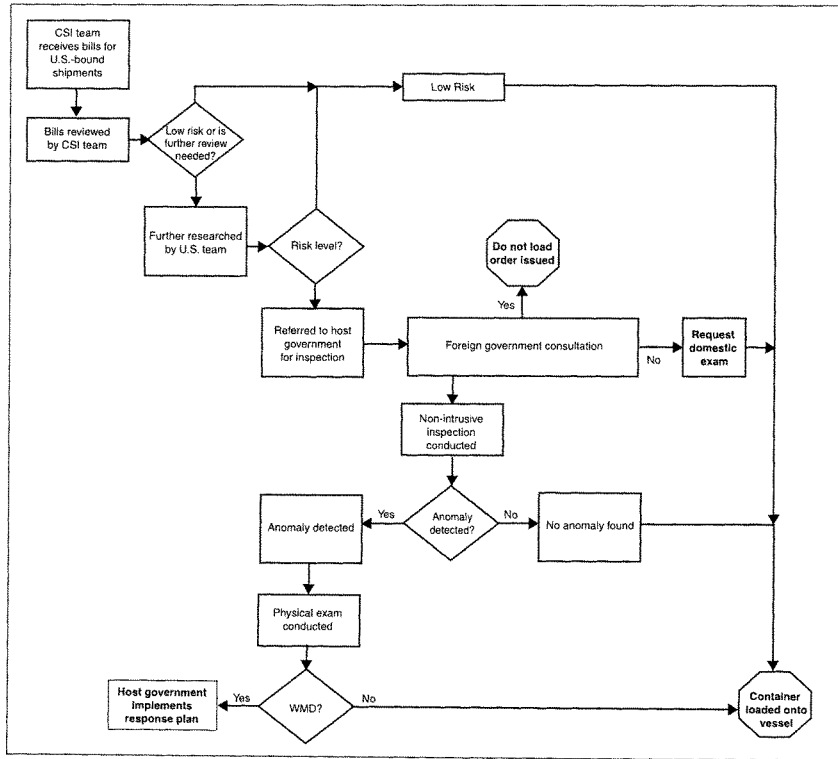 CSI team
receives bills for
U.S.-bound
shipments
Low Risk
Bills reviewed
by CSI team
Low risk or is
further review
needed?
Further researched
by U.S. team
Risk level?
Do not load
order issued
Yes
Referred to host
government
for inspection
Foreign government consultation
No
Request
domestic
exam
Non-intrusive
inspection
conducted
Anomaly detected
Yes
Anomaly
detected?
No
No anomaly found
Physical exam
conducted
Host government
implements
response plan
Yes
WMD?
No
Container
loaded onto
vessel